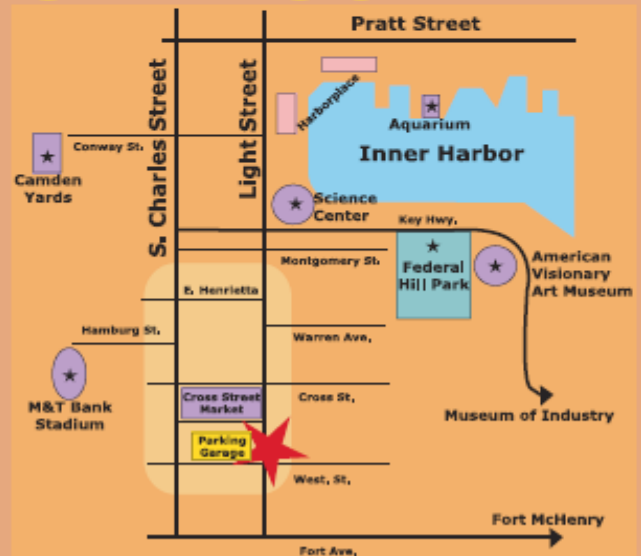 Pratt Street
S. Charles Street
Light Street
Harborplace
Aquarium
Inner Harbor
Conway St.
Camden
Yards
Science
Center
Key Hwy.
Montgomery St.
Federal
Hill Park
American
Visionary
Art Museum
E. Henrietta
Hamburg St.
Warren Ave.
M&T Bank
Stadium
Cross Street
Market
Cross St.
Museum of Industry
Parking
Garage
West. St.
Fort McHenry
Fort Ave.